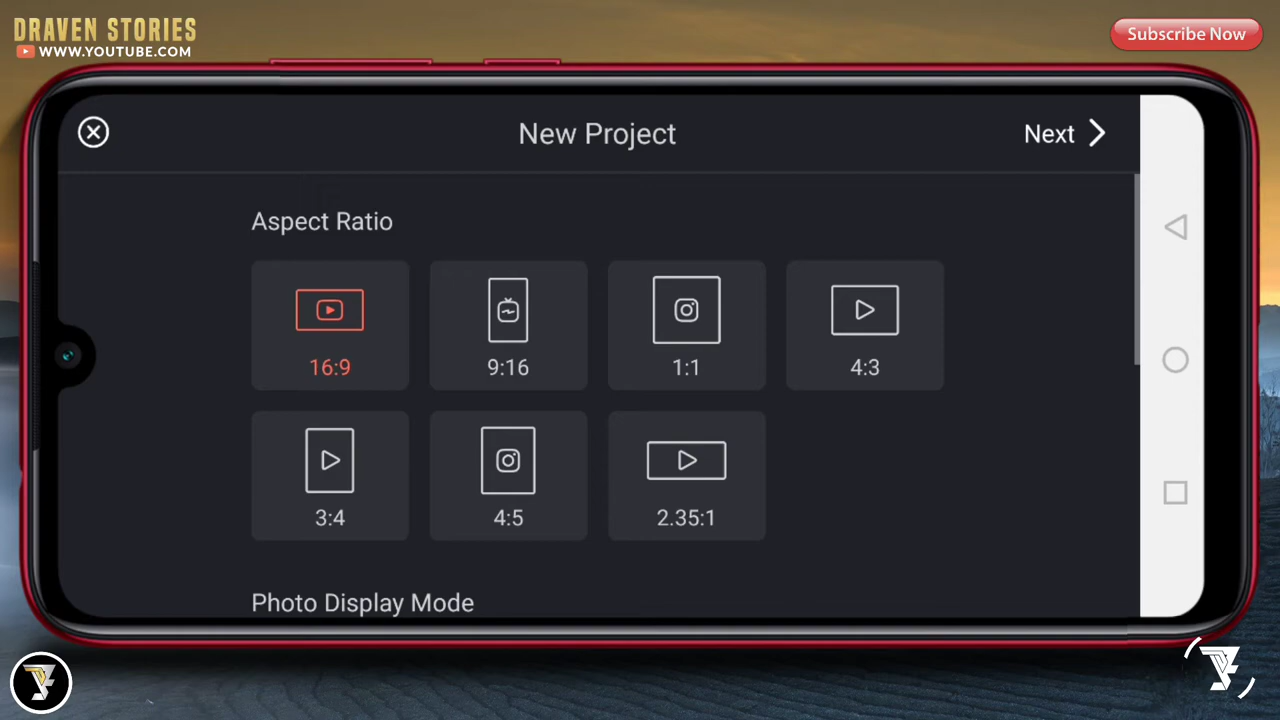 DRAVEN STORIES
WWW.YOUTUBE.COM
Subscribe Now
New Project
Next
Aspect Ratio
16:9
9:16
1:1
4:3
3:4
4:5
2.35:1
Photo Display Mode